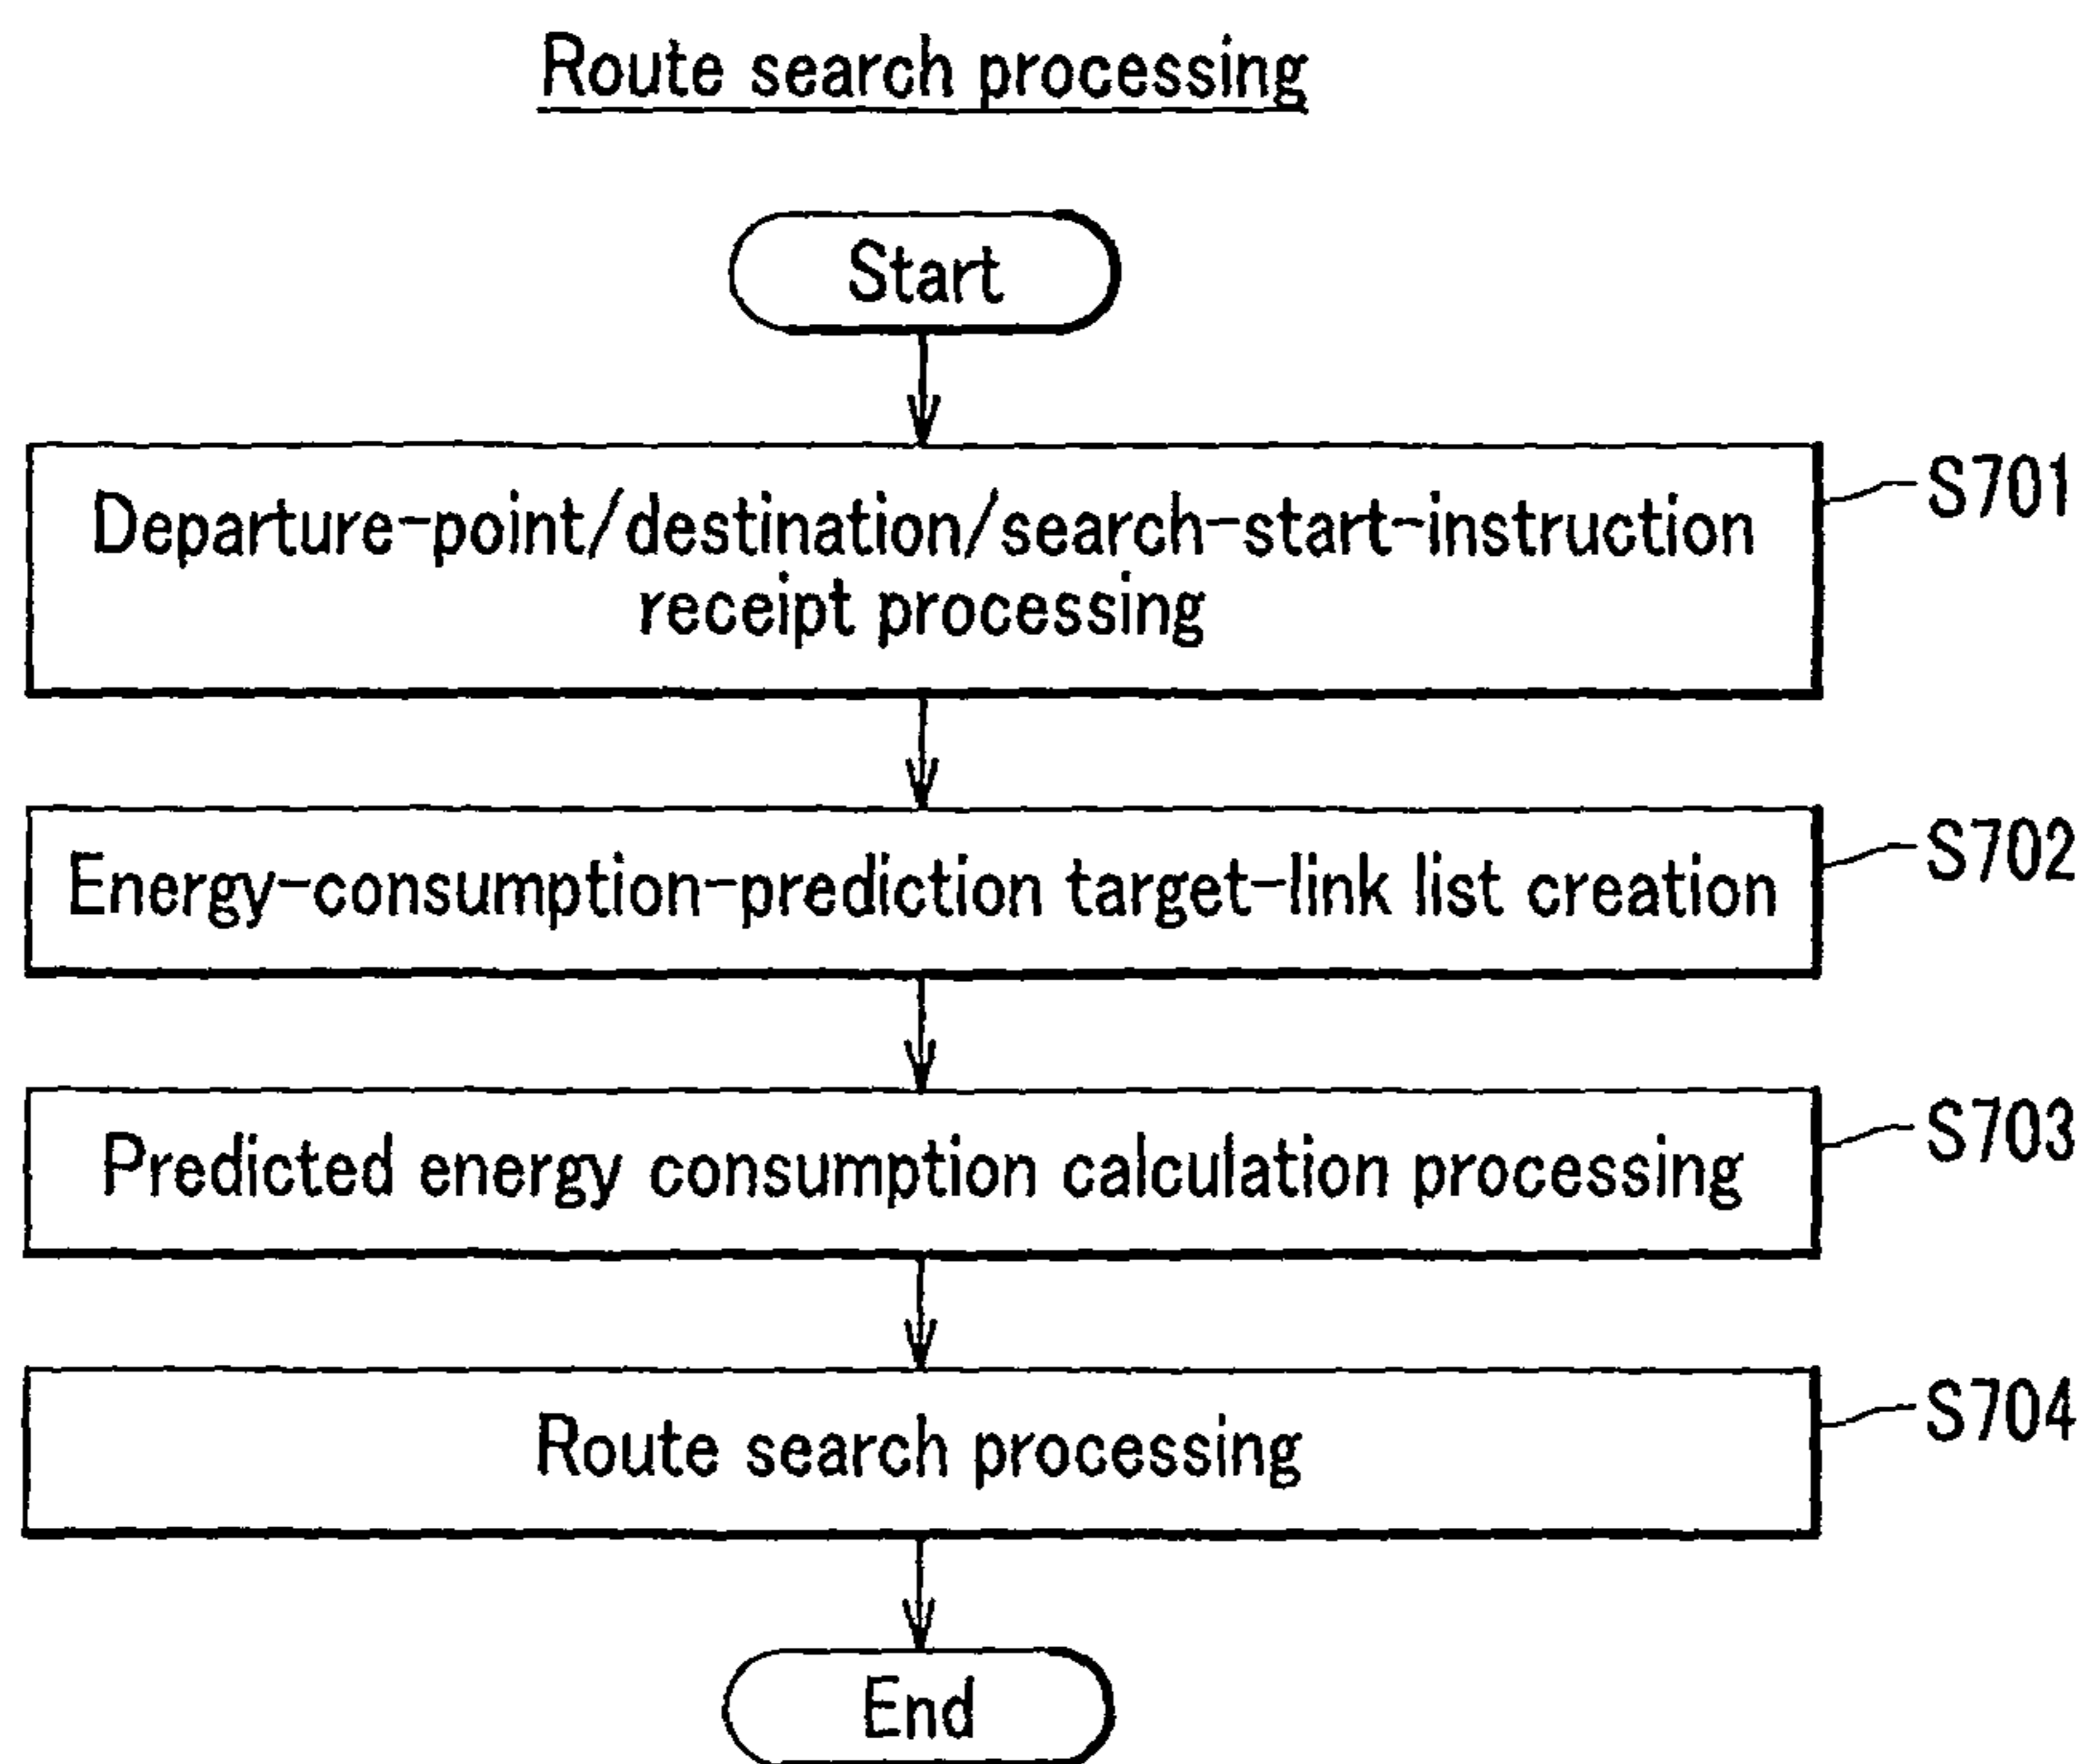 Route search processing
Start
Departure-point/destination/search-start-instruction
receipt processing
S701
Energy-consumption-prediction target-link list creation
S702
Predicted energy consumption calculation processing
S703
Route search processing
S704
End